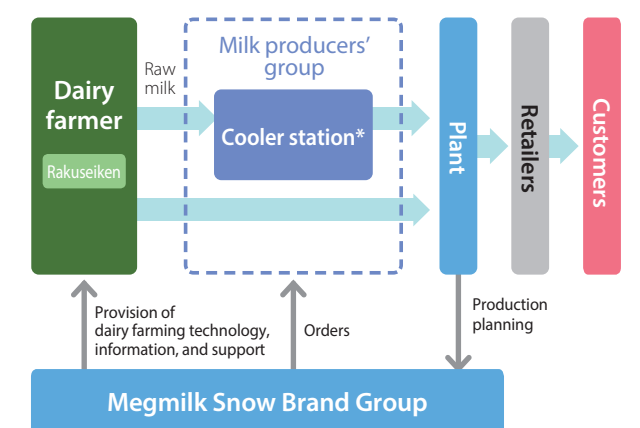 Milk producers'
group
Raw
milk
Dairy
farmer
Rakuseiken
Cooler station*
Plant
Retailers
Customers
Provision of
dairy farming technology,
information, and support
Orders
Production
planning
Megmilk Snow Brand Group